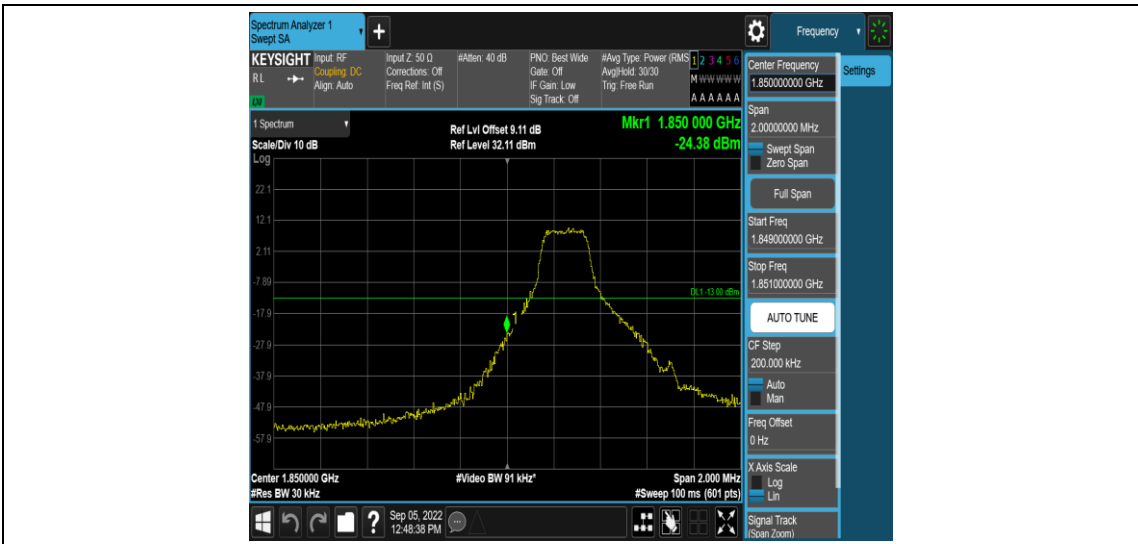 Spectrum Analyzer 1
Swept SA
+
Frequency
KEYSIGHT
RL
LXI
Input: RF
Coupling: DC
Align: Auto
Input Z: 50 Ω
Corrections: Off
Freq Ref: Int (S)
#Atten: 40 dB
PNO: Best Wide
Gate: Off
IF Gain: Low
Sig Track: Off
#Avg Type: Power (RMS
Avg|Hold: 30/30
Trig: Free Run
1 2 3 4 5 6
M W W W W W
A A A A A A
1 Spectrum
Scale/Div 10 dB
Ref Lvl Offset 9.11 dB
Ref Level 32.11 dBm
Mkr1 1.850 000 GHz
-24.38 dBm
Log
22.1
12.1
2.11
-7.89
-17.9
-27.9
-37.9
-47.9
-57.9
DL1 -13.00 dBm
1
Center 1.850000 GHz
#Res BW 30 kHz
#Video BW 91 kHz*
Span 2.000 MHz
#Sweep 100 ms (601 pts)
?
Sep 05, 2022
12:48:38 PM
Center Frequency
1.850000000 GHz
Settings
Span
2.00000000 MHz
Swept Span
Zero Span
Full Span
Start Freq
1.849000000 GHz
Stop Freq
1.851000000 GHz
AUTO TUNE
CF Step
200.000 kHz
Auto
Man
Freq Offset
0 Hz
X Axis Scale
Log
Lin
Signal Track
(Span Zoom)